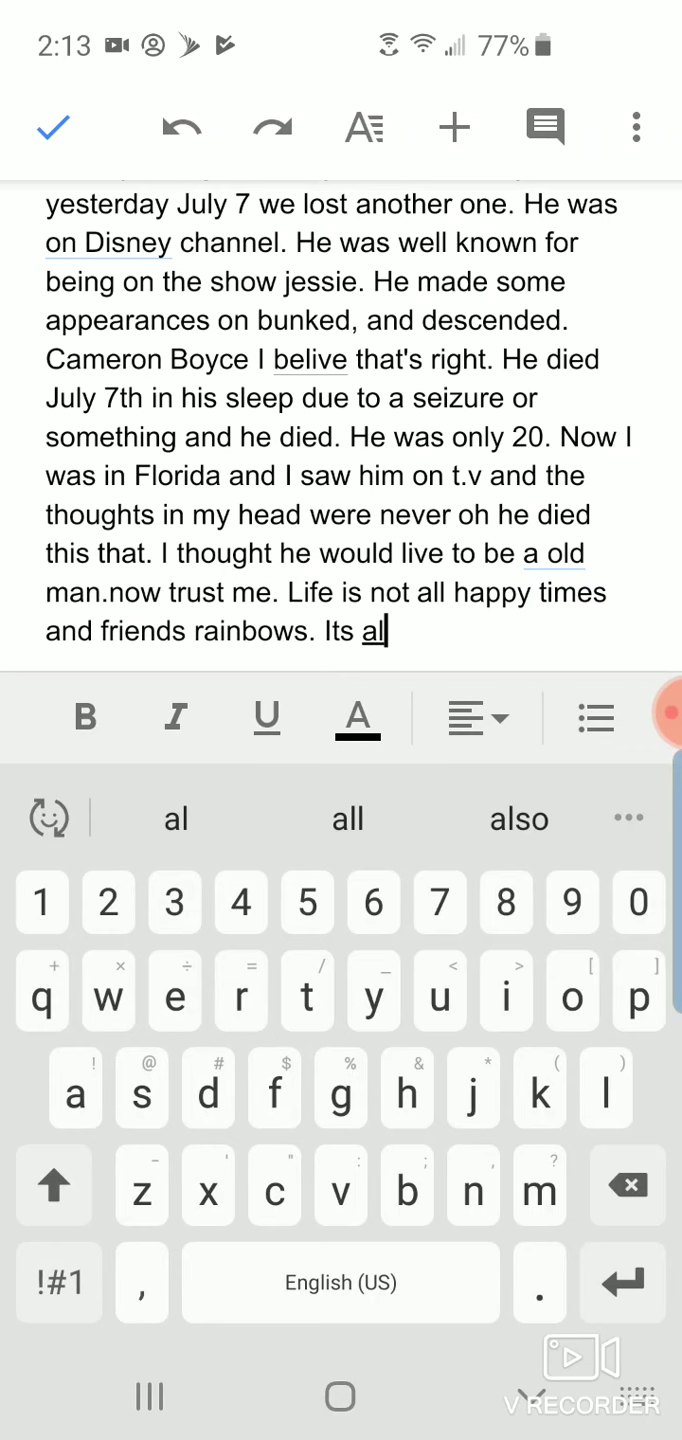 2:13 77%
yesterday July 7 we lost another one. He was
on Disney channel. He was well known for
being on the show jessie. He made some
appearances on bunked, and descended.
Cameron Boyce I belive that's right. He died
July 7th in his sleep due to a seizure or
something and he died. He was only 20. Now I
was in Florida and I saw him on t.v and the
thoughts in my head were never oh he died
this that. I thought he would live to be a old
man.now trust me. Life is not all happy times
and friends rainbows. Its al
B I U A
al all also
1 2 3 4 5 6 7 8 9 0
+ × ÷ = / _ < > [ ]
q w e r t y u i o p
! @ # $ % & * ( )
a s d f g h j k l
- ' " : ; , ?
z x c v b n m
!#1 , English (US) .
V RECORDER